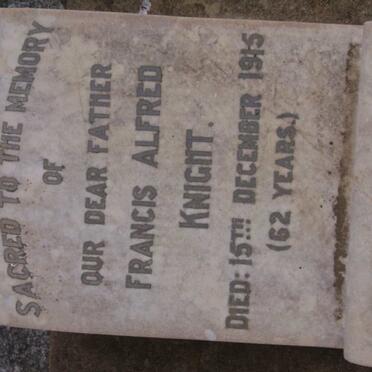 SACRED TO THE MEMORY
OF
OUR DEAR FATHER
FRANCIS ALFRED
KNIGHT.
DIED: 15TH DECEMBER 1915
(62 YEARS.)